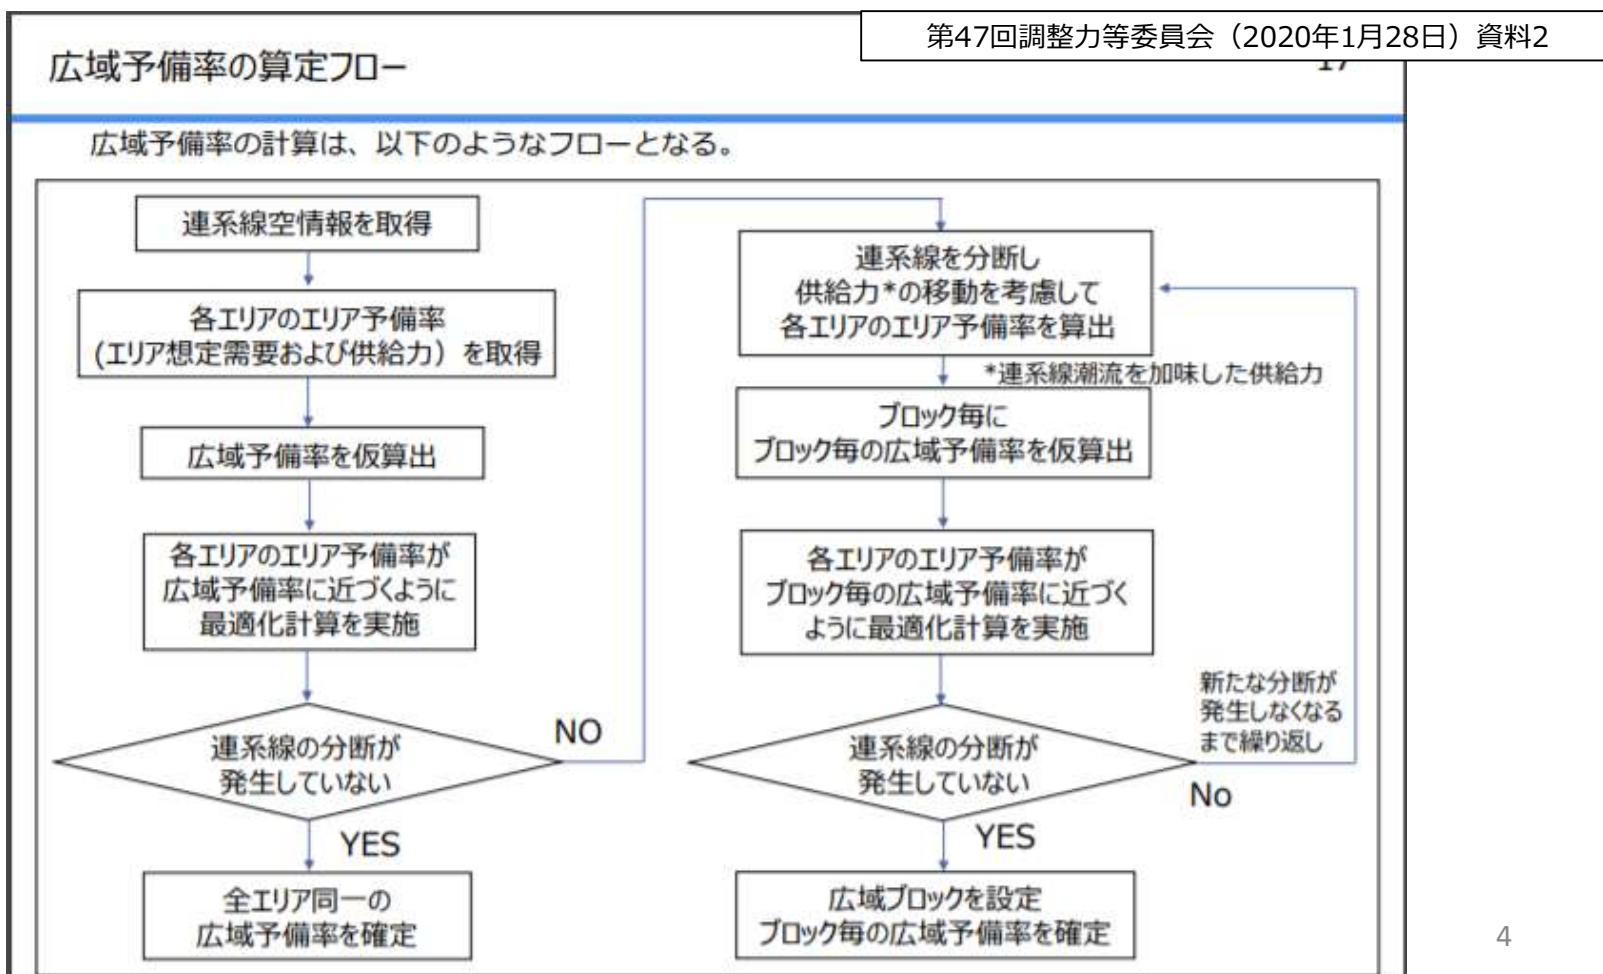 第47回調整力等委員会（2020年1月28日）資料2
広域予備率の算定フロー
17
広域予備率の計算は、以下のようなフローとなる。
連系線空情報を取得
各エリアのエリア予備率
(エリア想定需要および供給力）を取得
広域予備率を仮算出
各エリアのエリア予備率が
広域予備率に近づくように
最適化計算を実施
連系線の分断が
発生していない
NO
YES
全エリア同一の
広域予備率を確定
連系線を分断し
供給力*の移動を考慮して
各エリアのエリア予備率を算出
*連系線潮流を加味した供給力
ブロック毎に
ブロック毎の広域予備率を仮算出
各エリアのエリア予備率が
ブロック毎の広域予備率に近づく
ように最適化計算を実施
新たな分断が
発生しなくなる
まで繰り返し
連系線の分断が
発生していない
No
YES
広域ブロックを設定
ブロック毎の広域予備率を確定
4